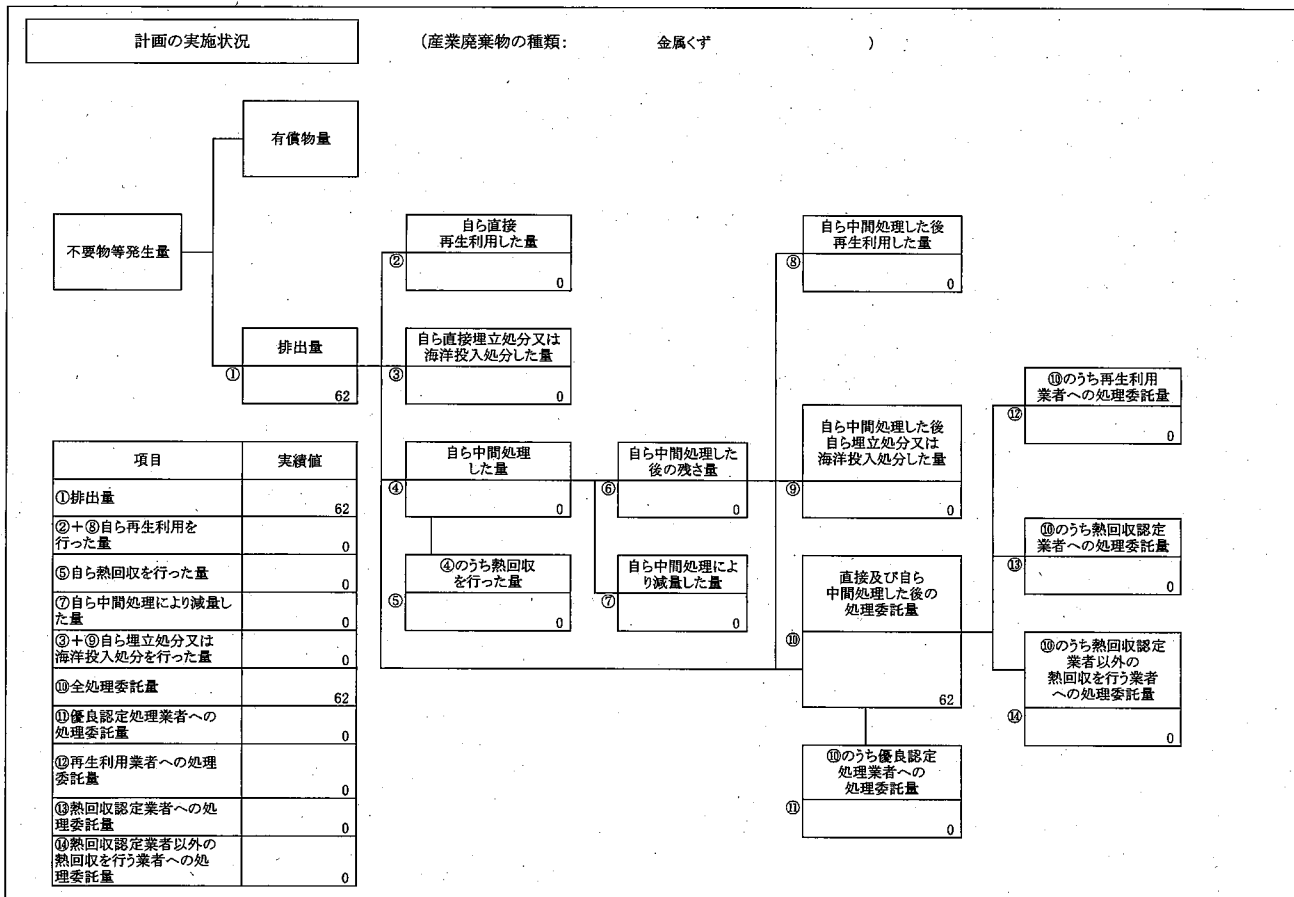 計画の実施状況
（産業廃棄物の種類： 金属くず ）
有償物量
不要物等発生量
排出量
①
62
自ら直接
再生利用した量
②
0
自ら直接埋立処分又は
海洋投入処分した量
③
0
自ら中間処理
した量
④
0
④のうち熱回収
を行った量
⑤
0
自ら中間処理した
後の残さ量
⑥
0
自ら中間処理によ
り減量した量
⑦
0
自ら中間処理した後
再生利用した量
⑧
0
自ら中間処理した後
自ら埋立処分又は
海洋投入処分した量
⑨
0
直接及び自ら
中間処理した後の
処理委託量
⑩
62
⑩のうち優良認定
処理業者への
処理委託量
⑪
0
⑩のうち再生利用
業者への処理委託量
⑫
0
⑩のうち熱回収認定
業者への処理委託量
⑬
0
⑩のうち熱回収認定
業者以外の
熱回収を行う業者
への処理委託量
⑭
0
項目 実績値
①排出量 62
②＋⑧自ら再生利用を
行った量 0
⑤自ら熱回収を行った量 0
⑦自ら中間処理により減量し
た量 0
③＋⑨自ら埋立処分又は
海洋投入処分を行った量 0
⑩全処理委託量 62
⑪優良認定処理業者への
処理委託量 0
⑫再生利用業者への処理
委託量 0
⑬熱回収認定業者への処
理委託量 0
⑭熱回収認定業者以外の
熱回収を行う業者への処
理委託量 0